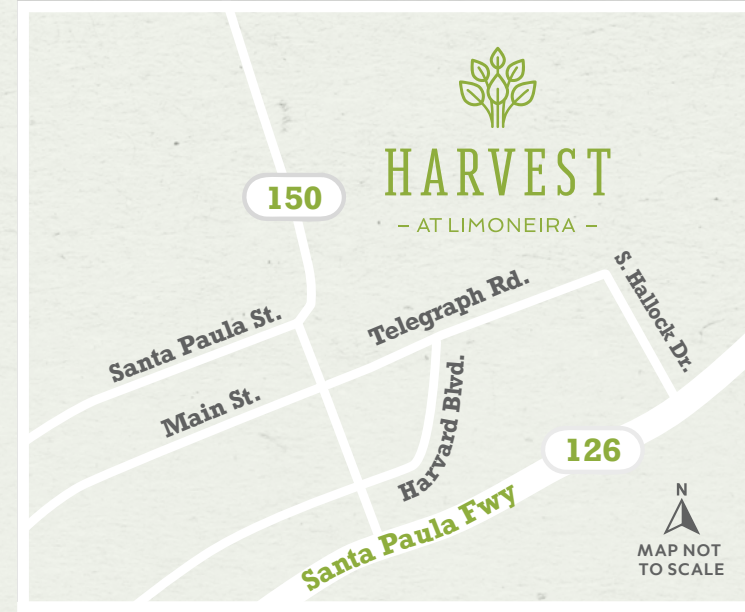 HARVEST
– AT LIMONEIRA –
150
S. Hallock Dr.
Telegraph Rd.
Santa Paula St.
Main St.
Harvard Blvd.
126
Santa Paula Fwy
N
MAP NOT
TO SCALE